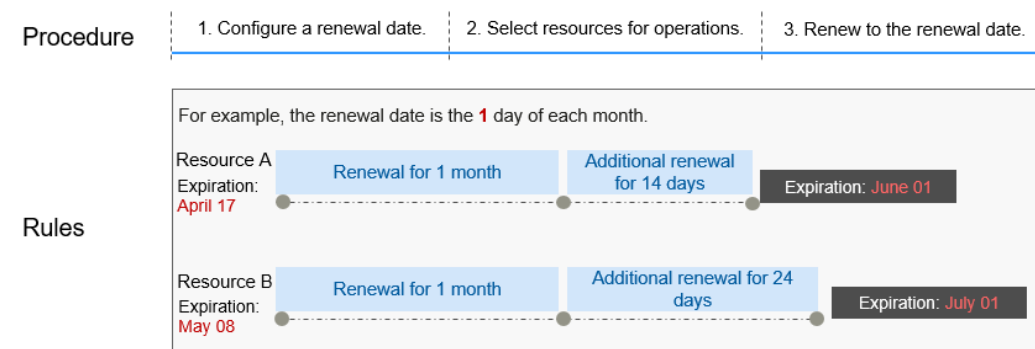 Procedure
1. Configure a renewal date.
2. Select resources for operations.
3. Renew to the renewal date.
Rules
For example, the renewal date is the 1 day of each month.
Resource A
Expiration:
April 17
Renewal for 1 month
Additional renewal
for 14 days
Expiration: June 01
Resource B
Expiration:
May 08
Renewal for 1 month
Additional renewal for 24
days
Expiration: July 01